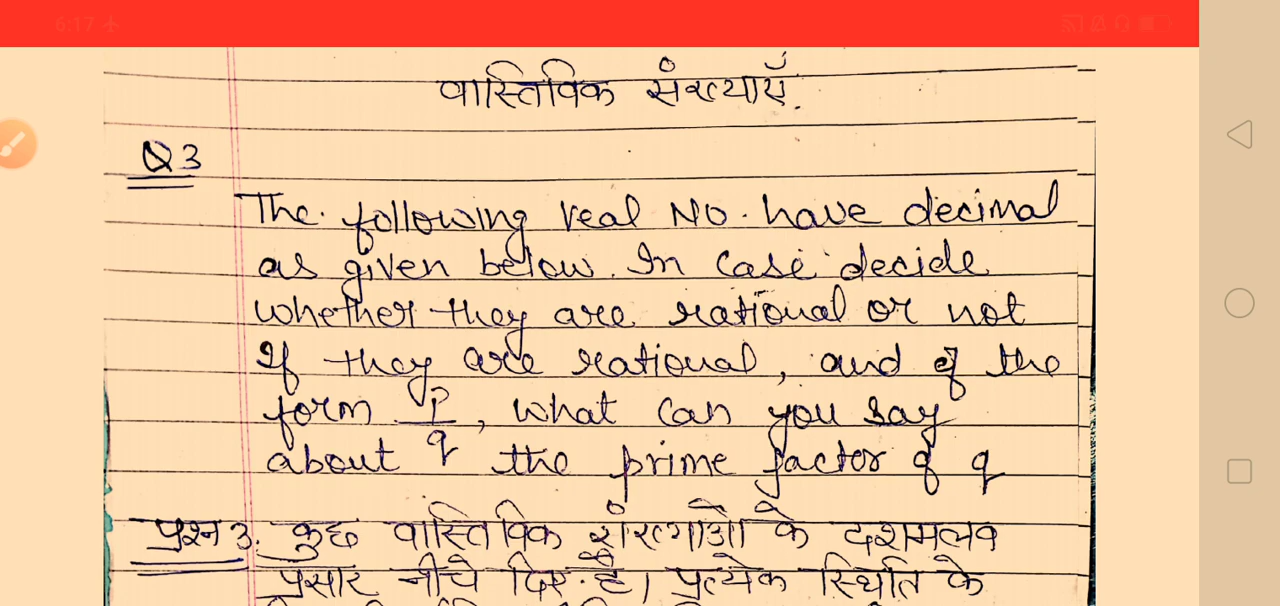 6:17
वास्तिविक संख्याएँ.
Q3
The following real No. have decimal
as given below. In case decide
whether they are rational or not
If they are rational, and of the
form p/q, what can you say
about the prime factor of q
प्रश्न 3. कुछ वास्तिविक संख्याओं के दशमलव
प्रसार नीचे दिए है। प्रत्येक स्थिति के